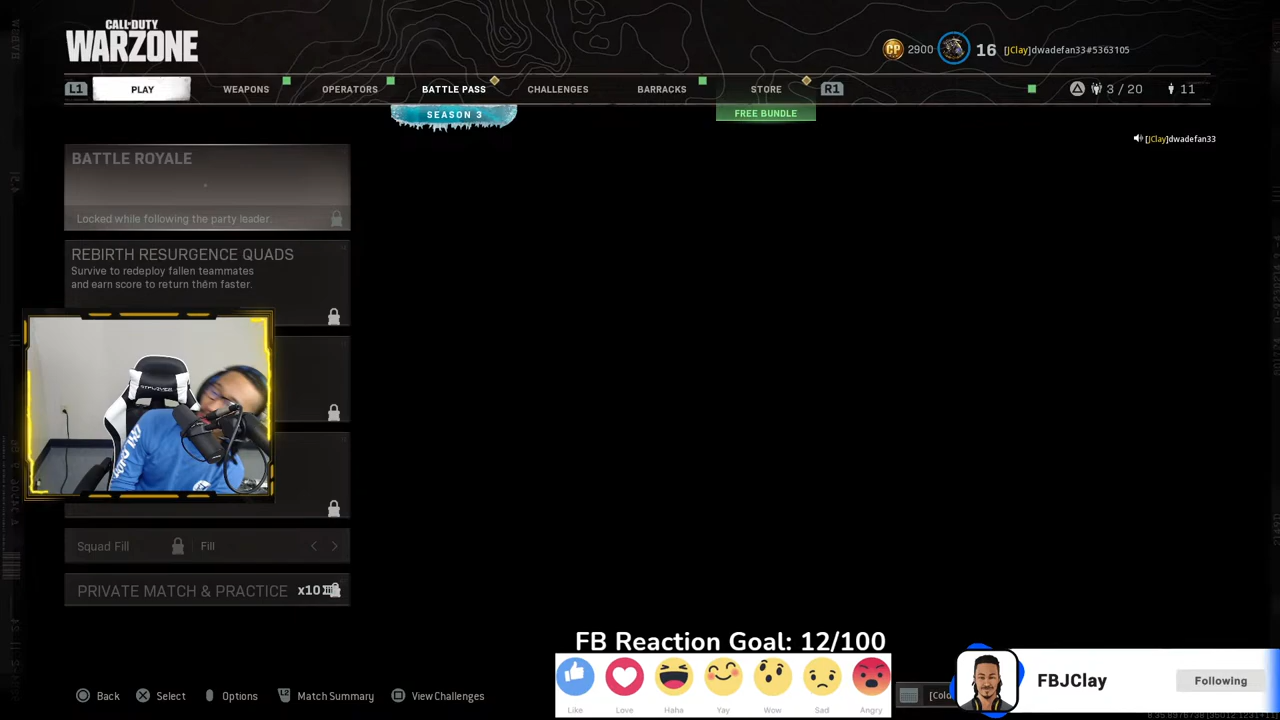 CALL OF DUTY
WARZONE
CP 2900 16 [JClay]dwadefan33#5363105
L1 PLAY WEAPONS OPERATORS BATTLE PASS CHALLENGES BARRACKS STORE R1 3 / 20 11
SEASON 3 FREE BUNDLE
[JClay]dwadefan33
BATTLE ROYALE
Locked while following the party leader.
REBIRTH RESURGENCE QUADS
Survive to redeploy fallen teammates
and earn score to return them faster.
Squad Fill Fill
PRIVATE MATCH & PRACTICE x10
FB Reaction Goal: 12/100
Like Love Haha Yay Wow Sad Angry
Back Select Options Match Summary View Challenges
[Cold
FBJClay Following